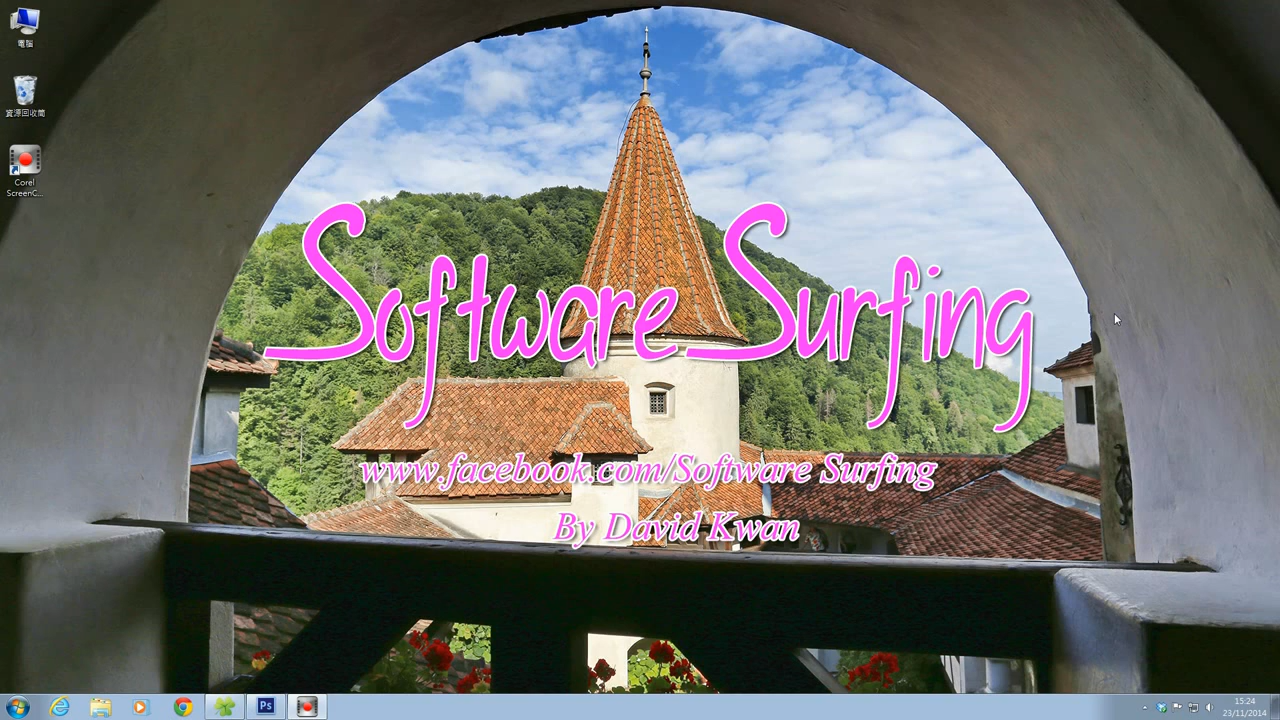 電腦
資源回收筒
Corel
ScreenC...
Software Surfing
www.facebook.com/Software Surfing
By David Kwan
Ps
15:24
23/11/2014